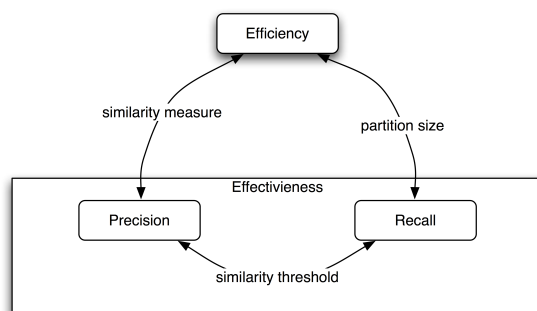 Efficiency
similarity measure
partition size
Effectivieness
Precision
Recall
similarity threshold